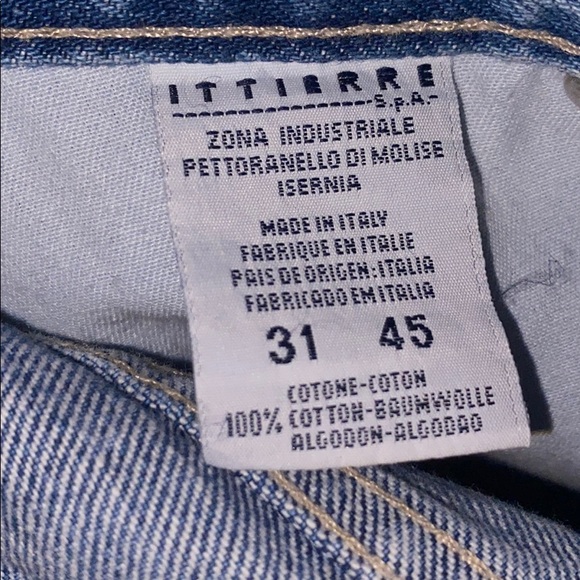 ITTIERRE
S.p.A.-
ZONA INDUSTRIALE
PETTORANELLO DI MOLISE
ISERNIA
MADE IN ITALY
FABRIQUE EN ITALIE
PAIS DE ORIGEN: ITALIA
FABRICADO EM ITALIA
31 45
COTONE-COTON
100% COTTON-BAUMWOLLE
ALGODON-ALGODAO